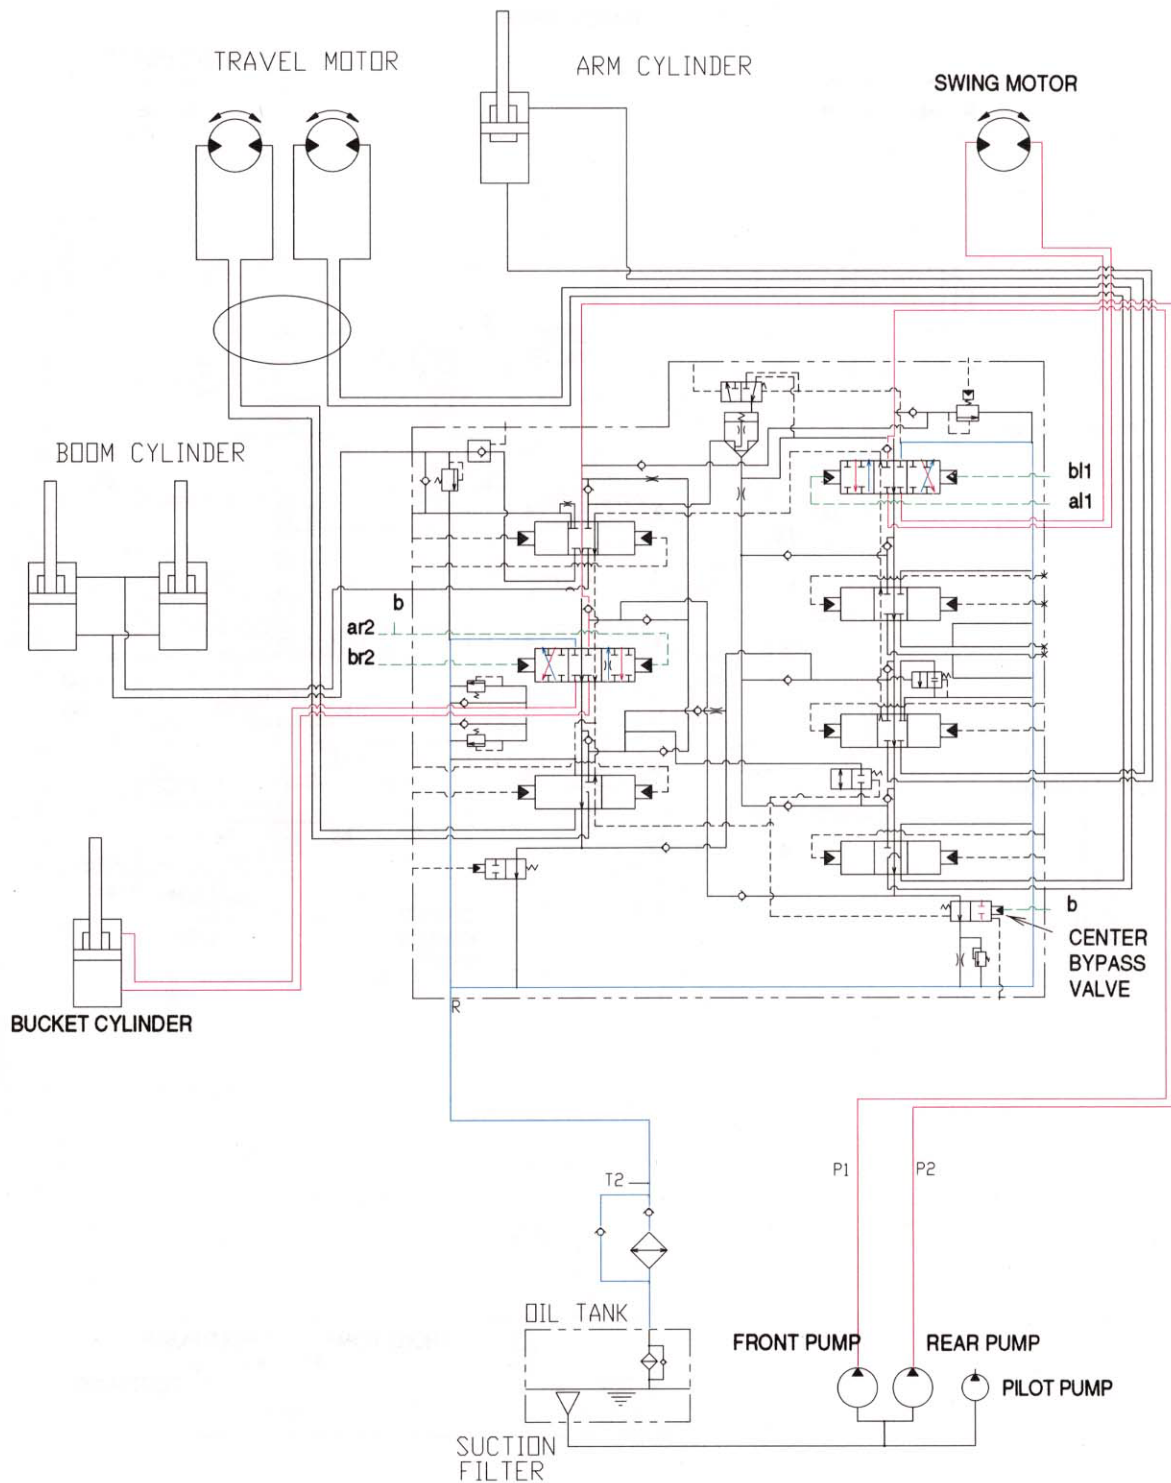 TRAVEL MOTOR
ARM CYLINDER
SWING MOTOR
BOOM CYLINDER
bl1
al1
b
ar2
br2
b
CENTER
BYPASS
VALVE
BUCKET CYLINDER
R
P1
P2
T2
OIL TANK
FRONT PUMP
REAR PUMP
PILOT PUMP
SUCTION
FILTER